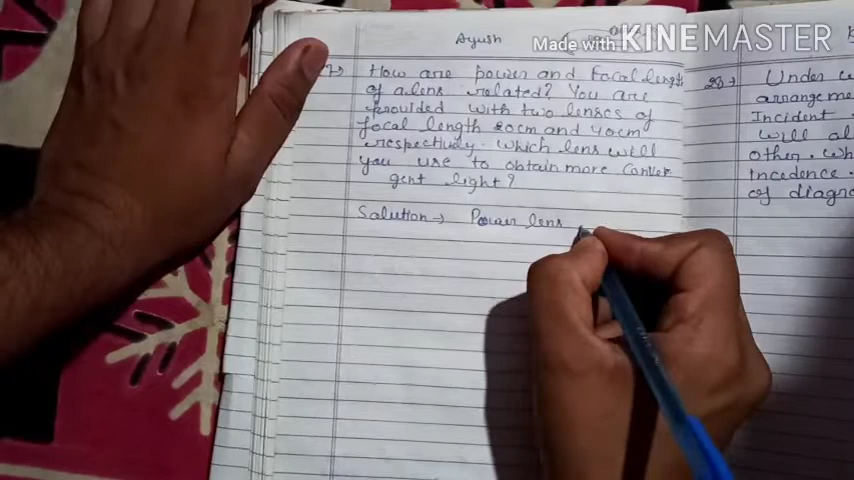 Ayush
Made with KINEMASTER
How are power and focal length
of a lens related? You are
provided with two lenses of
focal length 20cm and 40cm
respectively. which lens will
you use to obtain more conver
gent light?
Solution → Power lens
28 → Under
arrangeme
Incident
will al
other. Wh
Incedence
of diagra